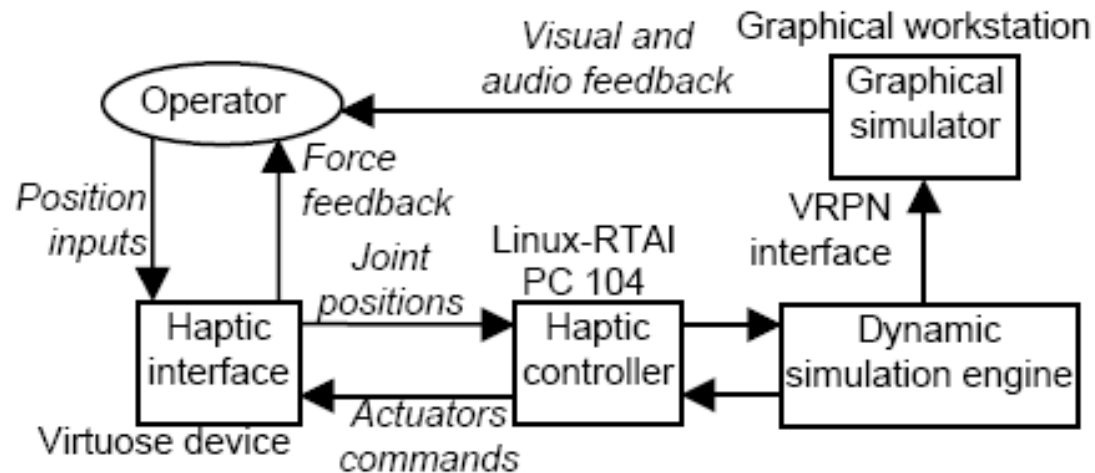 Visual and
audio feedback
Graphical workstation
Graphical
simulator
Operator
Force
feedback
Position
inputs
VRPN
interface
Joint
positions
Linux-RTAI
PC 104
Haptic
interface
Haptic
controller
Dynamic
simulation engine
Virtuose device
Actuators
commands